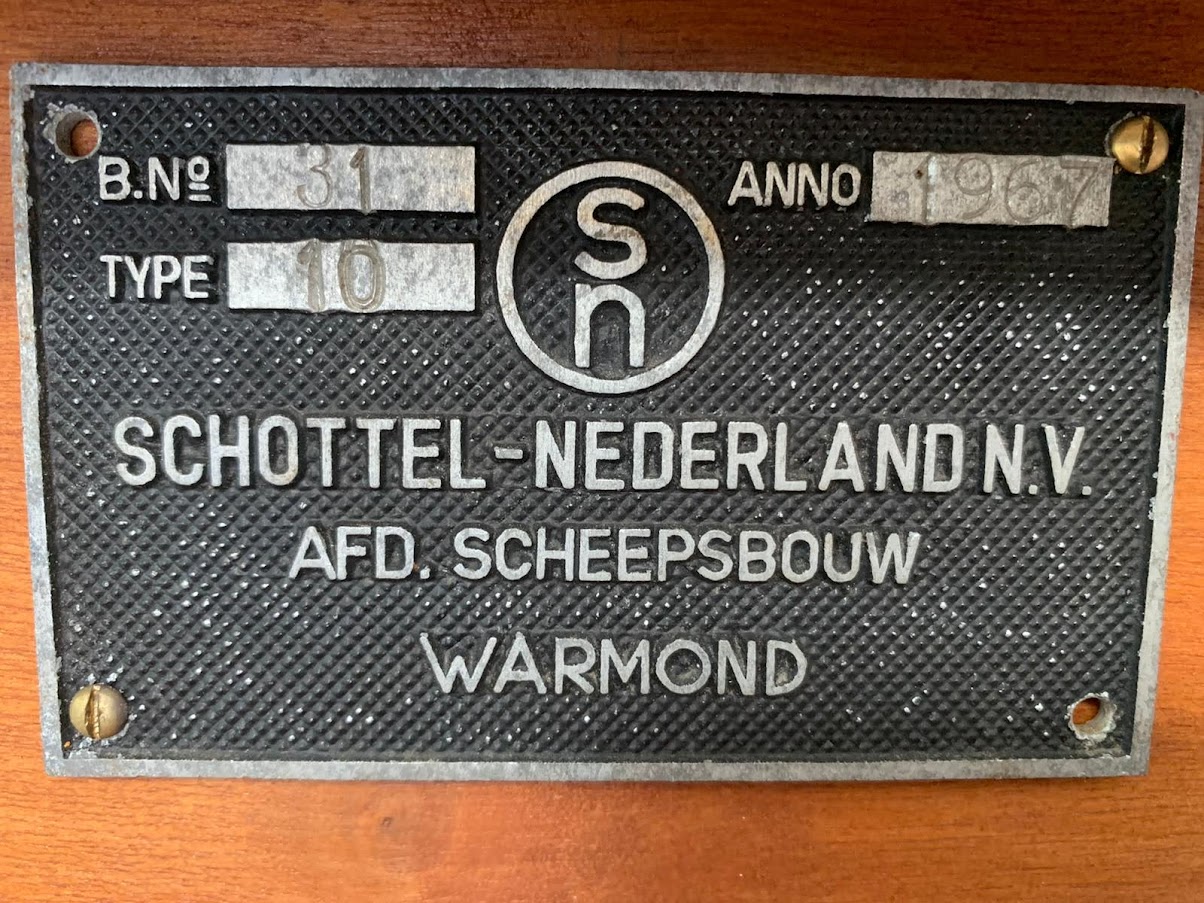 B.Nº 31
TYPE 10
sn
ANNO 1967
SCHOTTEL-NEDERLAND N.V.
AFD. SCHEEPSBOUW
WARMOND